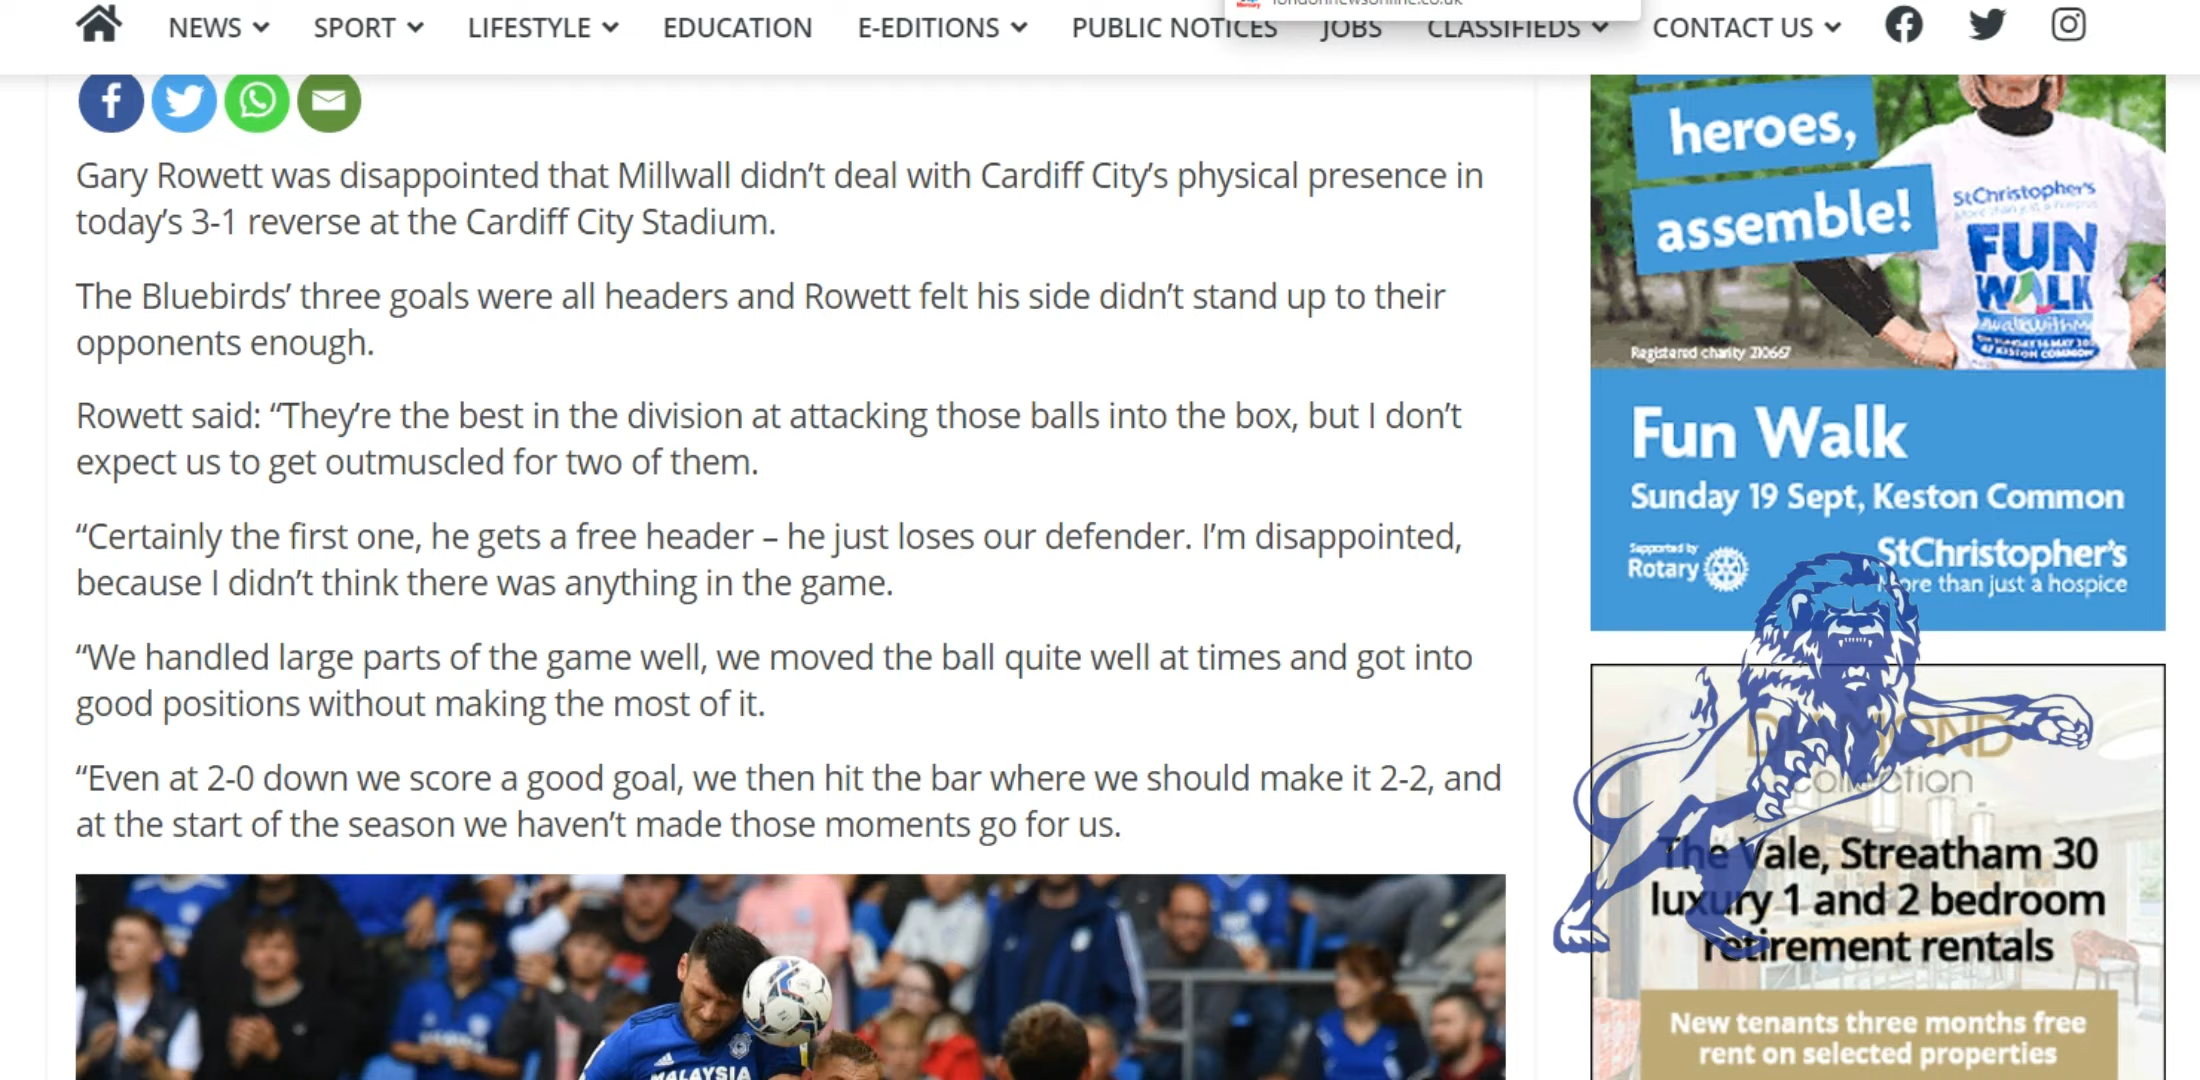 londonnewsonline.co.uk
NEWS SPORT LIFESTYLE EDUCATION E-EDITIONS PUBLIC NOTICES JOBS CLASSIFIEDS CONTACT US
Gary Rowett was disappointed that Millwall didn’t deal with Cardiff City’s physical presence in
today’s 3-1 reverse at the Cardiff City Stadium.
The Bluebirds’ three goals were all headers and Rowett felt his side didn’t stand up to their
opponents enough.
Rowett said: “They’re the best in the division at attacking those balls into the box, but I don’t
expect us to get outmuscled for two of them.
“Certainly the first one, he gets a free header – he just loses our defender. I’m disappointed,
because I didn’t think there was anything in the game.
“We handled large parts of the game well, we moved the ball quite well at times and got into
good positions without making the most of it.
“Even at 2-0 down we score a good goal, we then hit the bar where we should make it 2-2, and
at the start of the season we haven’t made those moments go for us.
MALAYSIA
heroes,
assemble!
StChristopher's
FUN
WALK
Registered charity 210667
Fun Walk
Sunday 19 Sept, Keston Common
Supported by
Rotary
StChristopher's
More than just a hospice
DIAMOND
collection
The Vale, Streatham 30
luxury 1 and 2 bedroom
retirement rentals
New tenants three months free
rent on selected properties